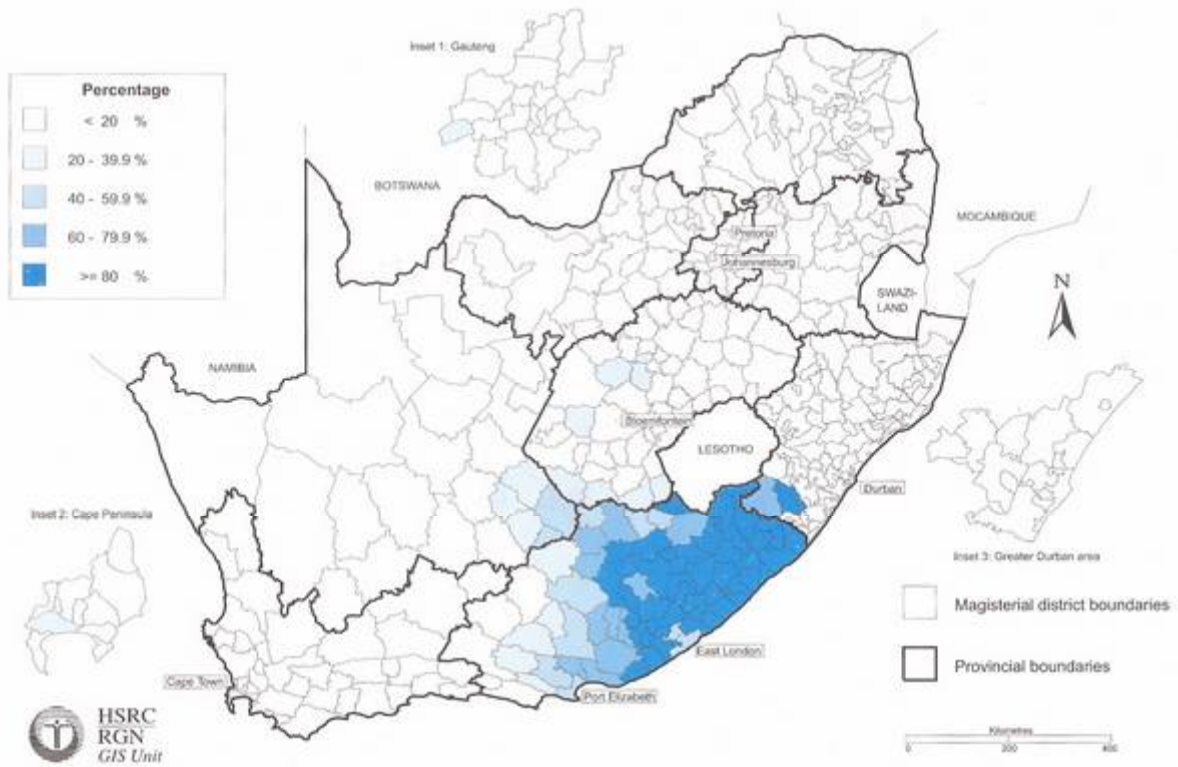 Inset 1: Gauteng
Percentage
< 20 %
20 - 39.9 %
40 - 59.9 %
60 - 79.9 %
>= 80 %
BOTSWANA
MOCAMBIQUE
Pretoria
Johannesburg
SWAZI-
LAND
N
NAMIBIA
Bloemfontein
LESOTHO
Durban
Inset 2: Cape Peninsula
Inset 3: Greater Durban area
Magisterial district boundaries
East London
Provincial boundaries
Cape Town
Port Elizabeth
HSRC
RGN
GIS Unit
Kilometres
0 200 400